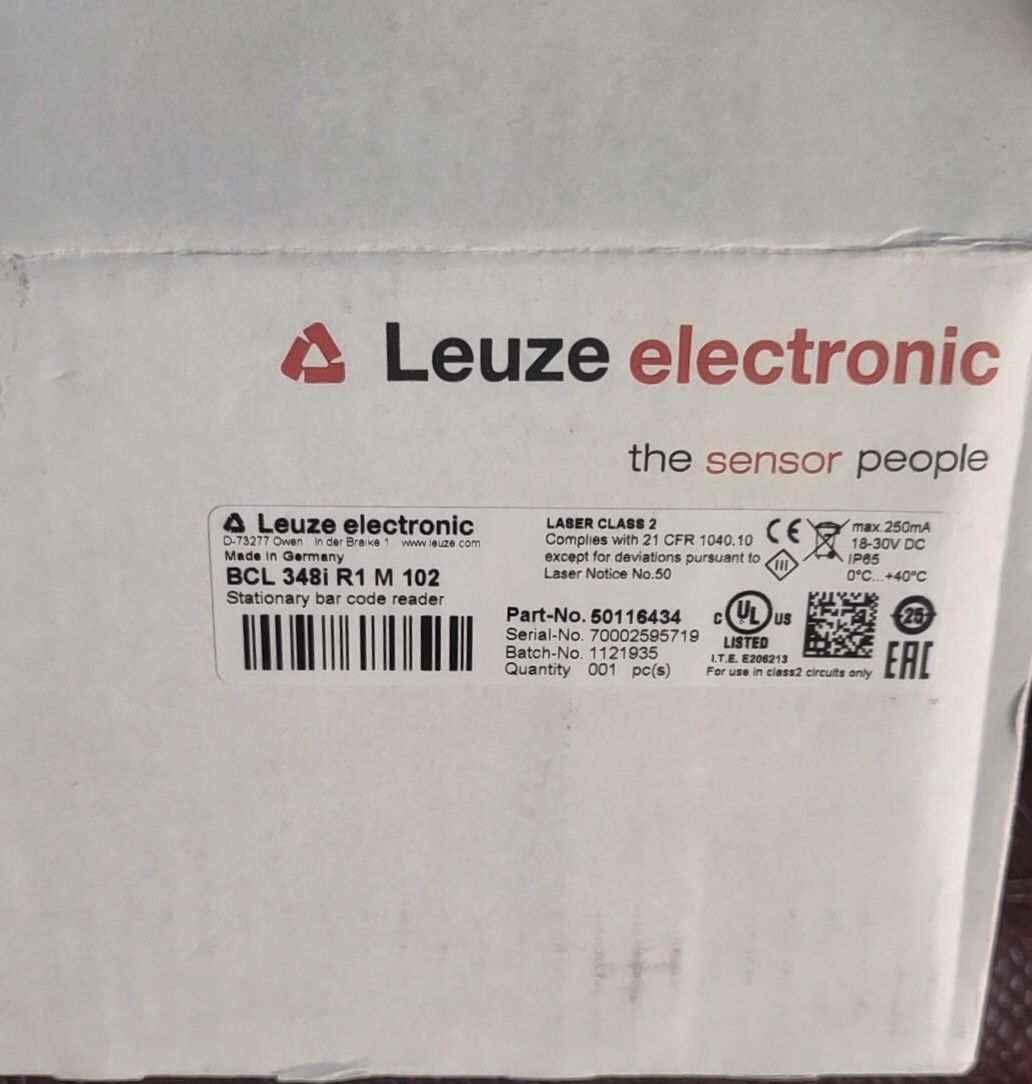 Leuze electronic
the sensor people
Leuze electronic
D-73277 Owen In der Braike 1 www.leuze.com
Made in Germany
BCL 348i R1 M 102
Stationary bar code reader
LASER CLASS 2
Complies with 21 CFR 1040.10
except for deviations pursuant to
Laser Notice No.50
CE
III
max.250mA
18-30V DC
IP65
0°C...+40°C
Part-No. 50116434
Serial-No. 70002595719
Batch-No. 1121935
Quantity 001 pc(s)
C UL US
LISTED
I.T.E. E206213
For use in class2 circuits only
25
EAC